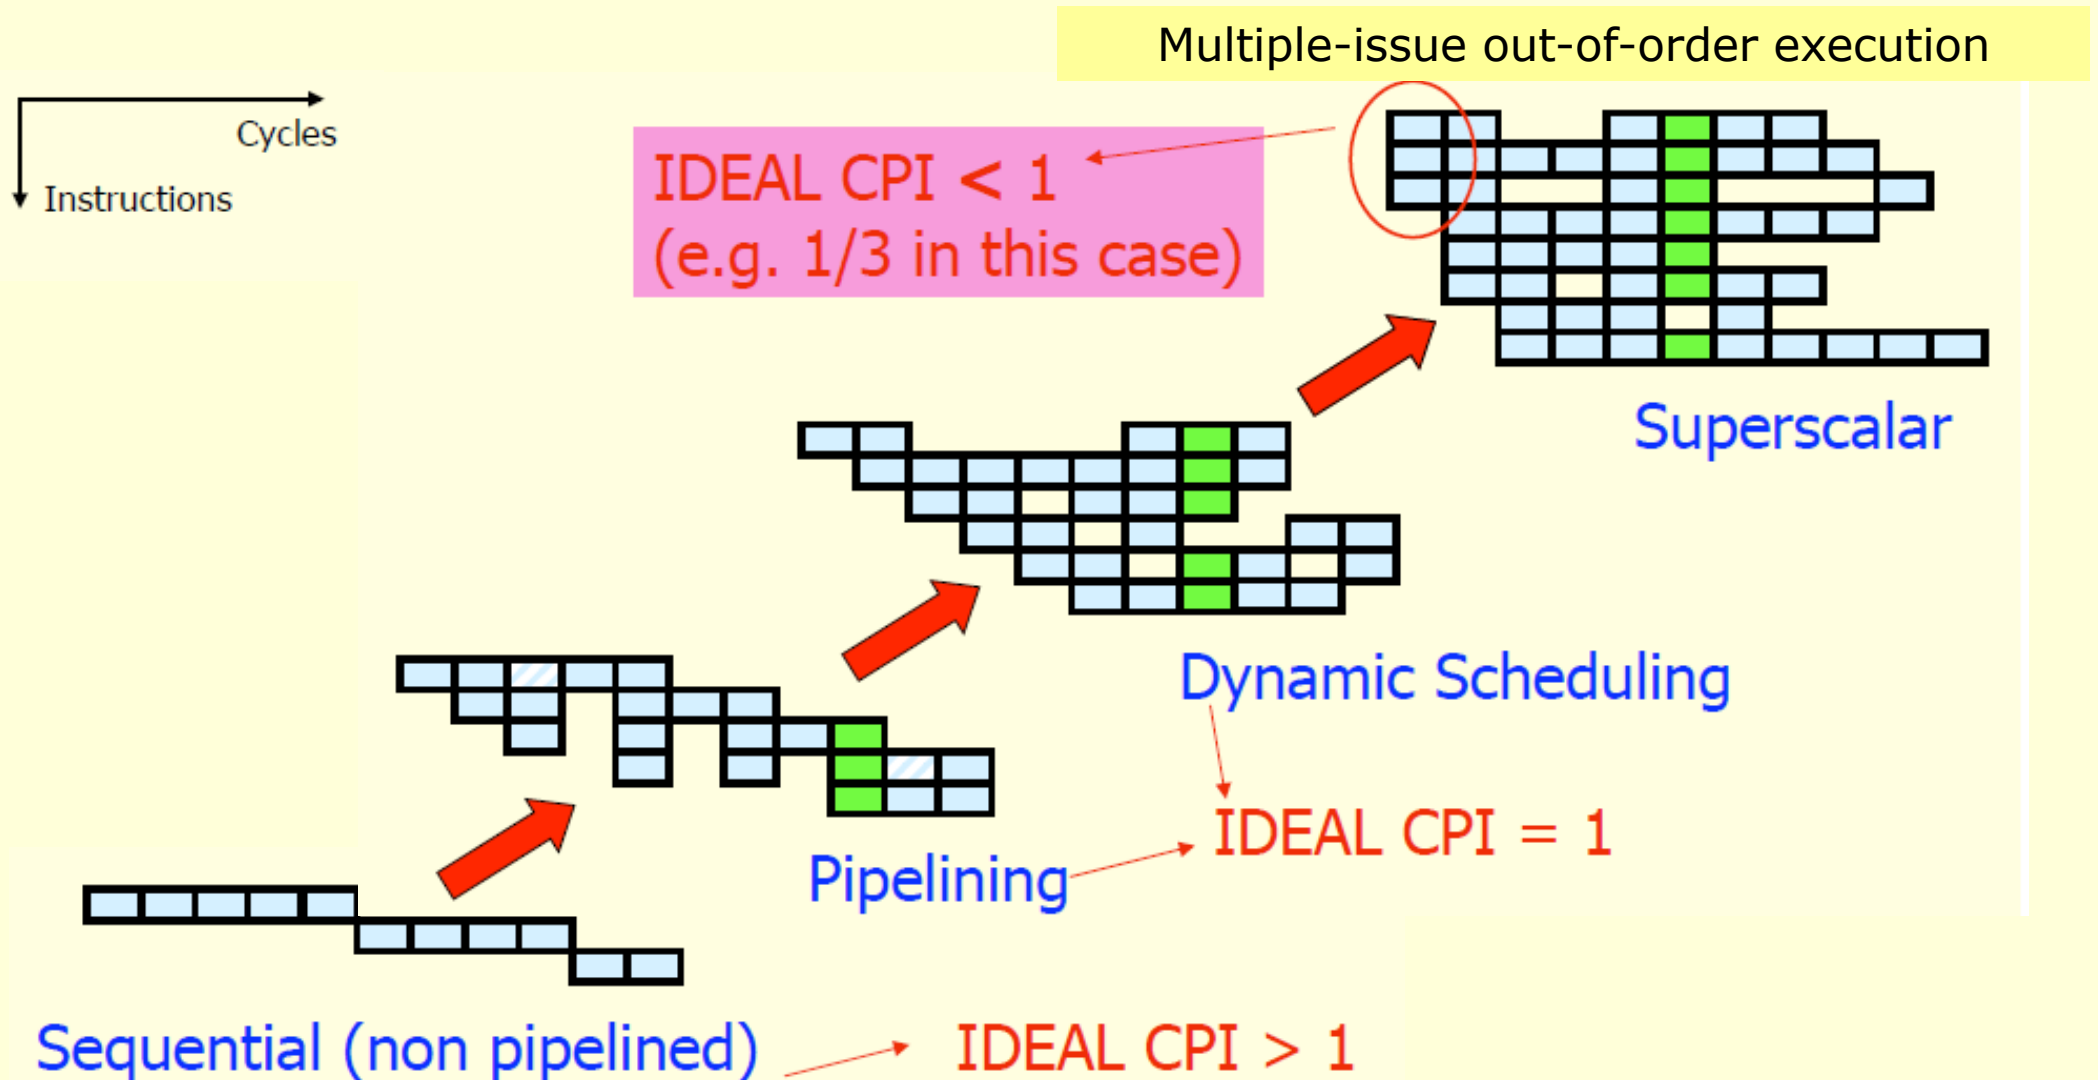 Multiple-issue out-of-order execution
Cycles
Instructions
IDEAL CPI < 1
(e.g. 1/3 in this case)
Superscalar
Dynamic Scheduling
IDEAL CPI = 1
Pipelining
Sequential (non pipelined)
IDEAL CPI > 1